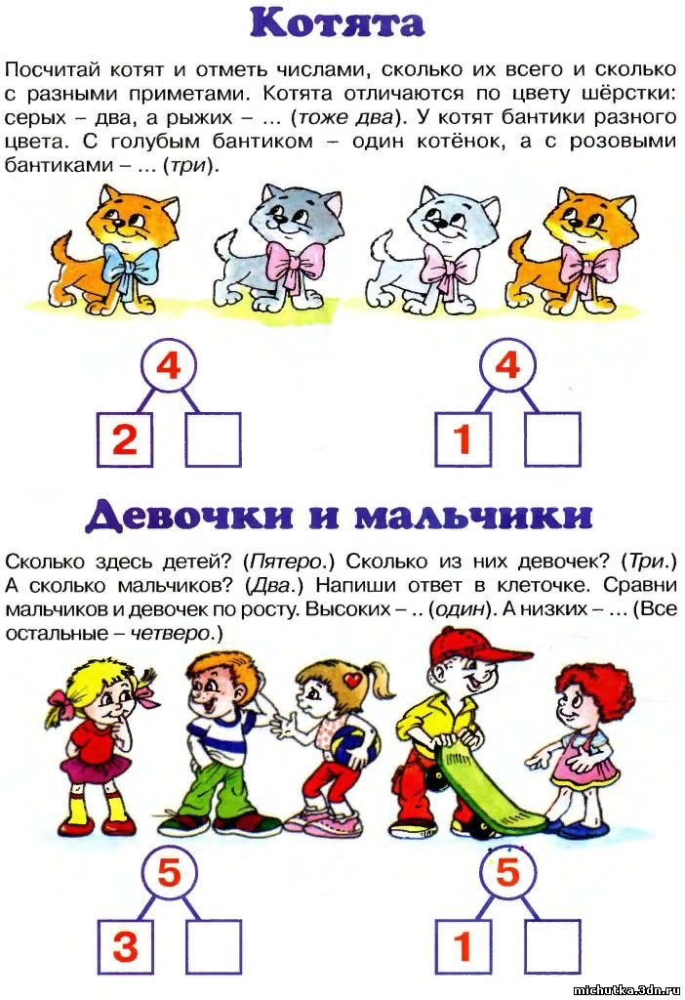 Котята
Посчитай котят и отметь числами, сколько их всего и сколько
с разными приметами. Котята отличаются по цвету шёрстки:
серых – два, а рыжих – ... (тоже два). У котят бантики разного
цвета. С голубым бантиком – один котёнок, а с розовыми
бантиками – ... (три).
4 4
2 1
Девочки и мальчики
Сколько здесь детей? (Пятеро.) Сколько из них девочек? (Три.)
А сколько мальчиков? (Два.) Напиши ответ в клеточке. Сравни
мальчиков и девочек по росту. Высоких – .. (один). А низких – ... (Все
остальные – четверо.)
5 5
3 1
michutka.3dn.ru